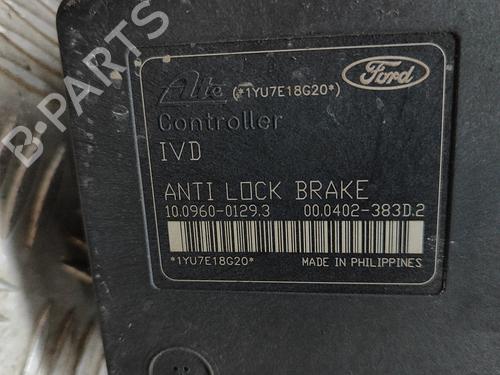 B-PARTS
Ate (*1YU7E18G20*) Ford
Controller
IVD
ANTI LOCK BRAKE
10.0960-0129.3 00.0402-383D.2
*1YU7E18G20* MADE IN PHILIPPINES